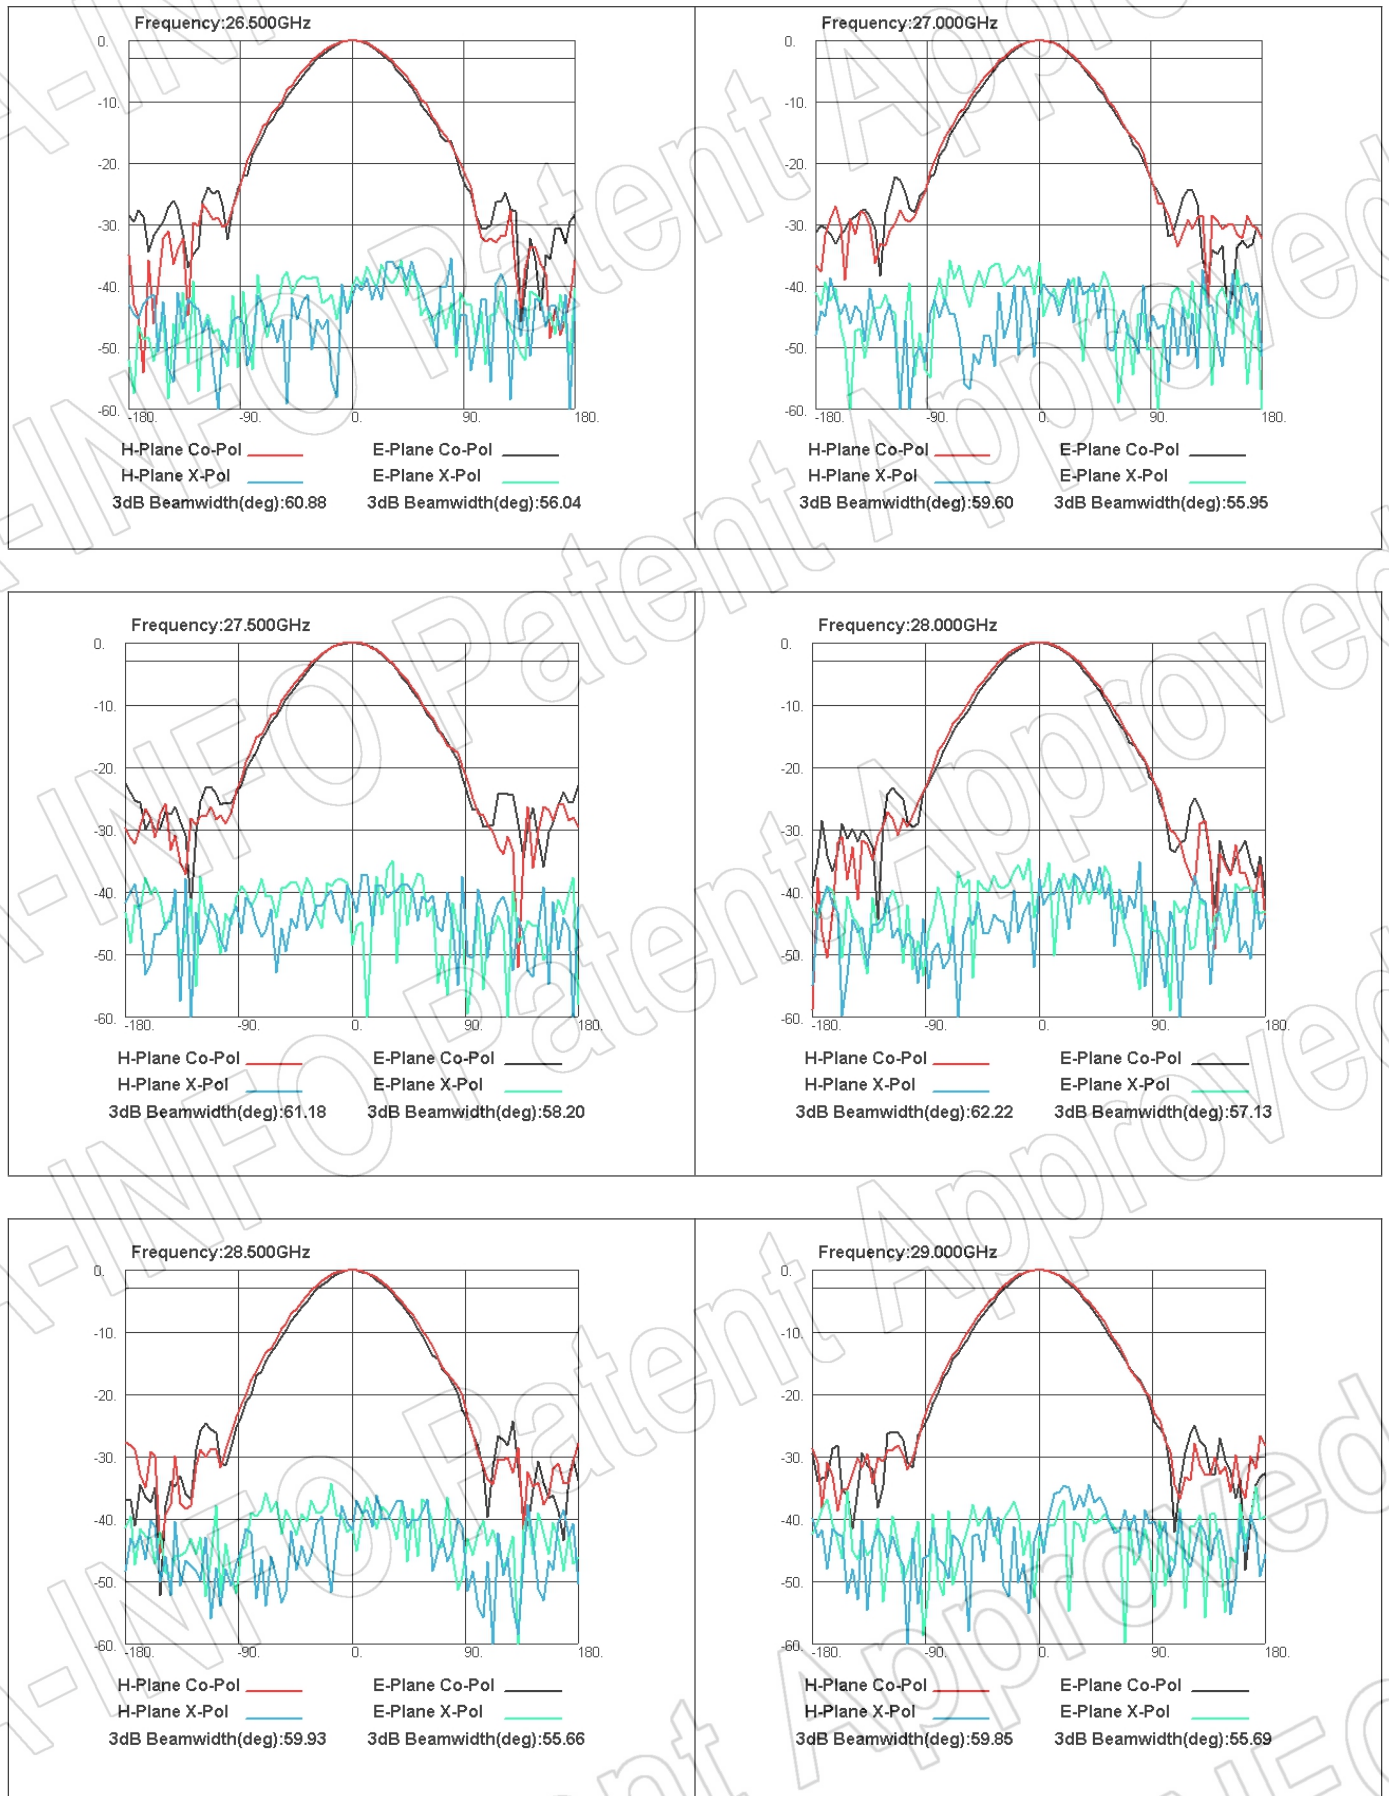 Frequency:26.500GHz
0.
-10.
-20.
-30.
-40.
-50.
-60.
-180. -90. 0. 90. 180.
H-Plane Co-Pol E-Plane Co-Pol
H-Plane X-Pol E-Plane X-Pol
3dB Beamwidth(deg):60.88 3dB Beamwidth(deg):56.04
Frequency:27.000GHz
0.
-10.
-20.
-30.
-40.
-50.
-60.
-180. -90. 0. 90. 180.
H-Plane Co-Pol E-Plane Co-Pol
H-Plane X-Pol E-Plane X-Pol
3dB Beamwidth(deg):59.60 3dB Beamwidth(deg):55.95
Frequency:27.500GHz
0.
-10.
-20.
-30.
-40.
-50.
-60.
-180. -90. 0. 90. 180.
H-Plane Co-Pol E-Plane Co-Pol
H-Plane X-Pol E-Plane X-Pol
3dB Beamwidth(deg):61.18 3dB Beamwidth(deg):58.20
Frequency:28.000GHz
0.
-10.
-20.
-30.
-40.
-50.
-60.
-180. -90. 0. 90. 180.
H-Plane Co-Pol E-Plane Co-Pol
H-Plane X-Pol E-Plane X-Pol
3dB Beamwidth(deg):62.22 3dB Beamwidth(deg):57.13
Frequency:28.500GHz
0.
-10.
-20.
-30.
-40.
-50.
-60.
-180. -90. 0. 90. 180.
H-Plane Co-Pol E-Plane Co-Pol
H-Plane X-Pol E-Plane X-Pol
3dB Beamwidth(deg):59.93 3dB Beamwidth(deg):55.66
Frequency:29.000GHz
0.
-10.
-20.
-30.
-40.
-50.
-60.
-180. -90. 0. 90. 180.
H-Plane Co-Pol E-Plane Co-Pol
H-Plane X-Pol E-Plane X-Pol
3dB Beamwidth(deg):59.85 3dB Beamwidth(deg):55.69
A-INFO Patent Approved
A-INFO Patent Approved
A-INFO Patent Approved
A-INFO Patent Approved